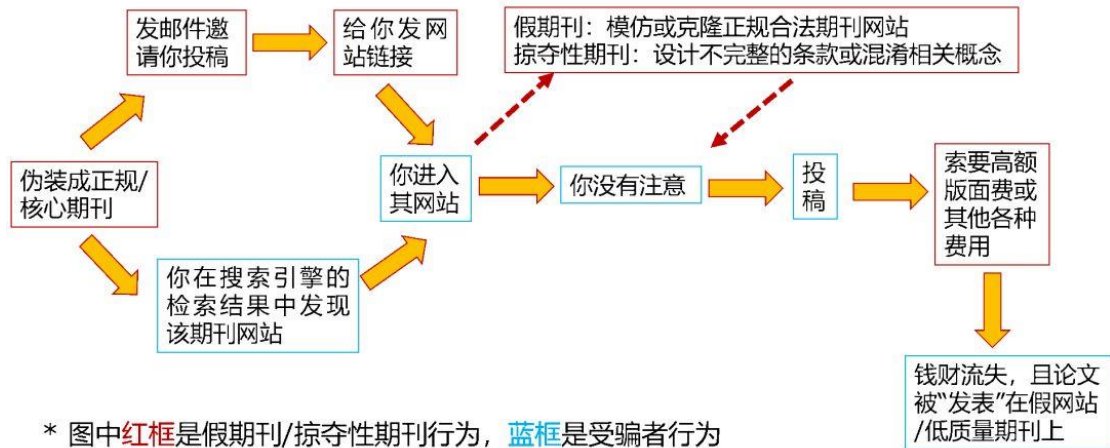 发邮件邀
请你投稿
给你发网
站链接
假期刊：模仿或克隆正规合法期刊网站
掠夺性期刊：设计不完整的条款或混淆相关概念
伪装成正规/
核心期刊
你进入
其网站
你没有注意
投
稿
索要高额
版面费或
其他各种
费用
你在搜索引擎的
检索结果中发现
该期刊网站
钱财流失，且论文
被“发表”在假网站
/低质量期刊上
* 图中红框是假期刊/掠夺性期刊行为，蓝框是受骗者行为